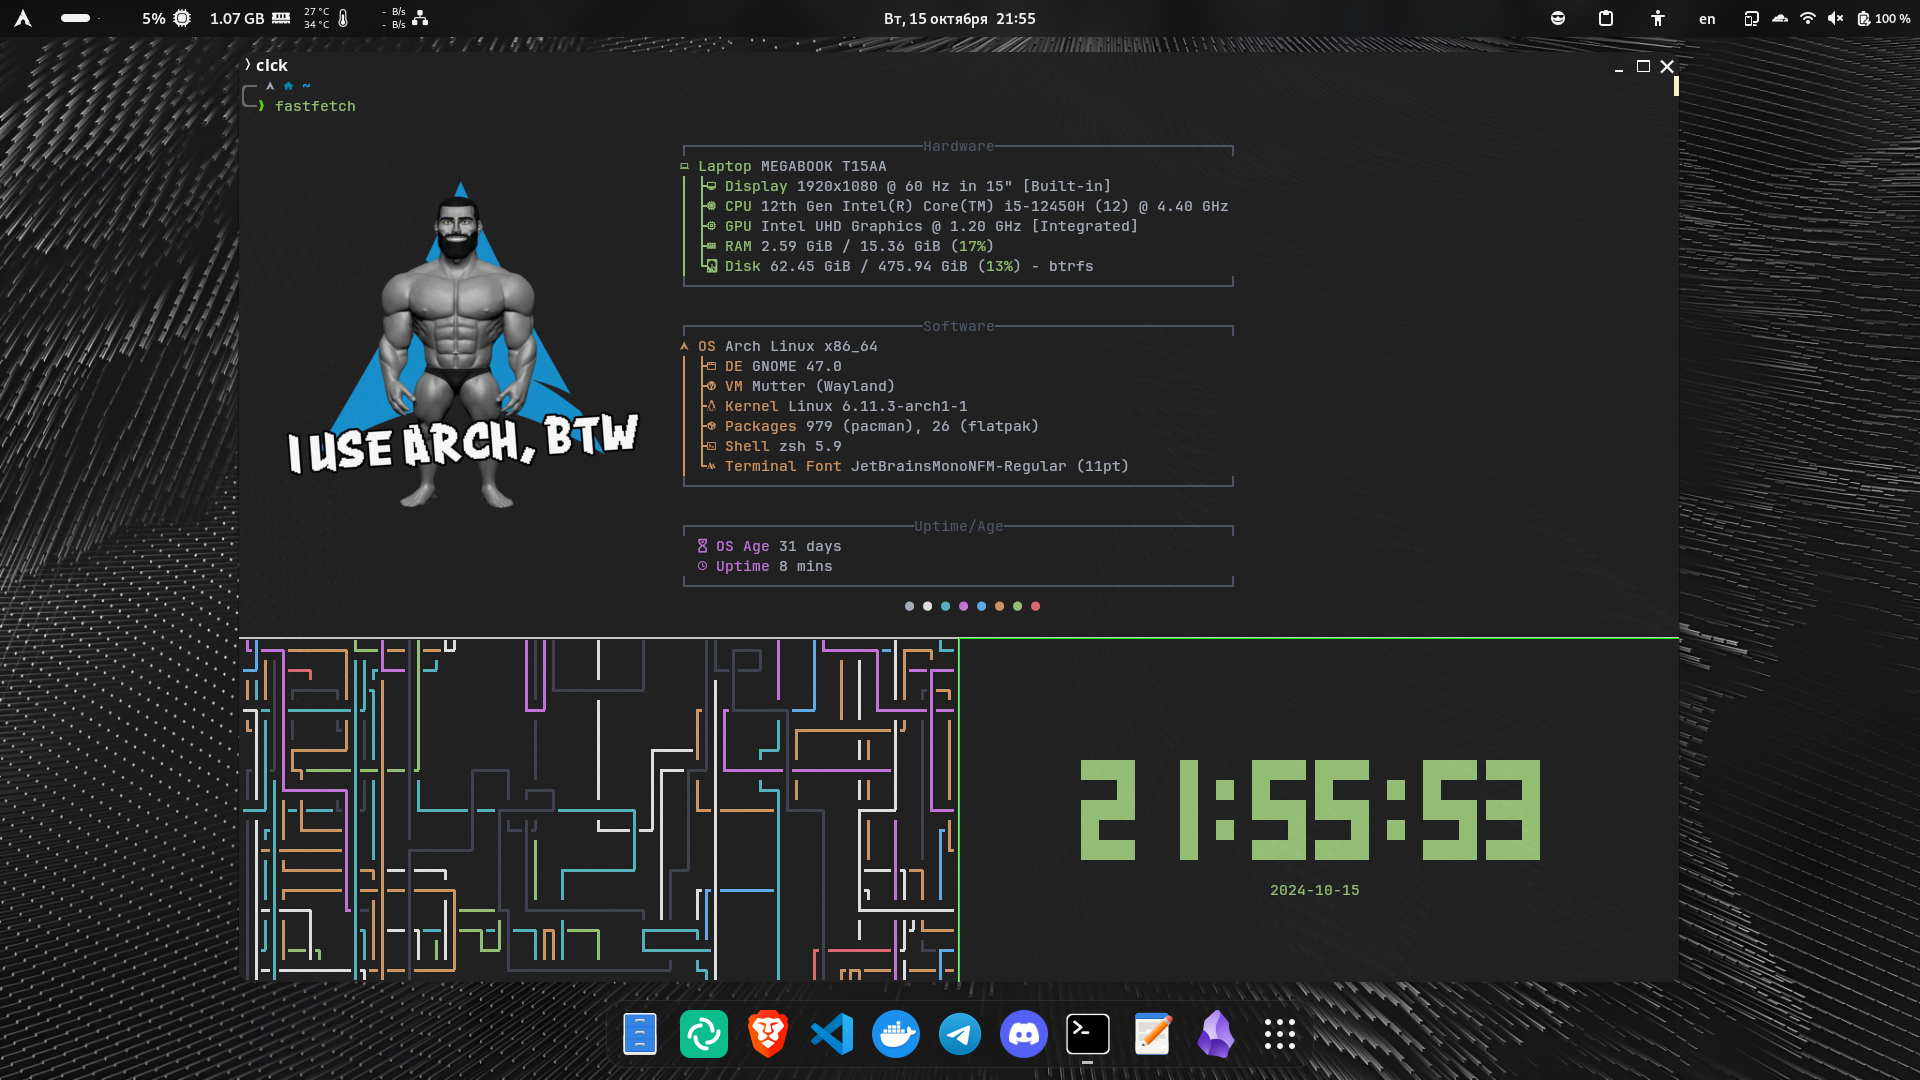 5%
1.07 GB
27 °C
34 °C
- B/s
- B/s
Вт, 15 октября 21:55
en
100 %
clck
~
fastfetch
Hardware
Laptop MEGABOOK T15AA
Display 1920x1080 @ 60 Hz in 15" [Built-in]
CPU 12th Gen Intel(R) Core(TM) i5-12450H (12) @ 4.40 GHz
GPU Intel UHD Graphics @ 1.20 GHz [Integrated]
RAM 2.59 GiB / 15.36 GiB (17%)
Disk 62.45 GiB / 475.94 GiB (13%) - btrfs
I USE ARCH, BTW
Software
OS Arch Linux x86_64
DE GNOME 47.0
VM Mutter (Wayland)
Kernel Linux 6.11.3-arch1-1
Packages 979 (pacman), 26 (flatpak)
Shell zsh 5.9
Terminal Font JetBrainsMonoNFM-Regular (11pt)
Uptime/Age
OS Age 31 days
Uptime 8 mins
21:55:53
2024-10-15